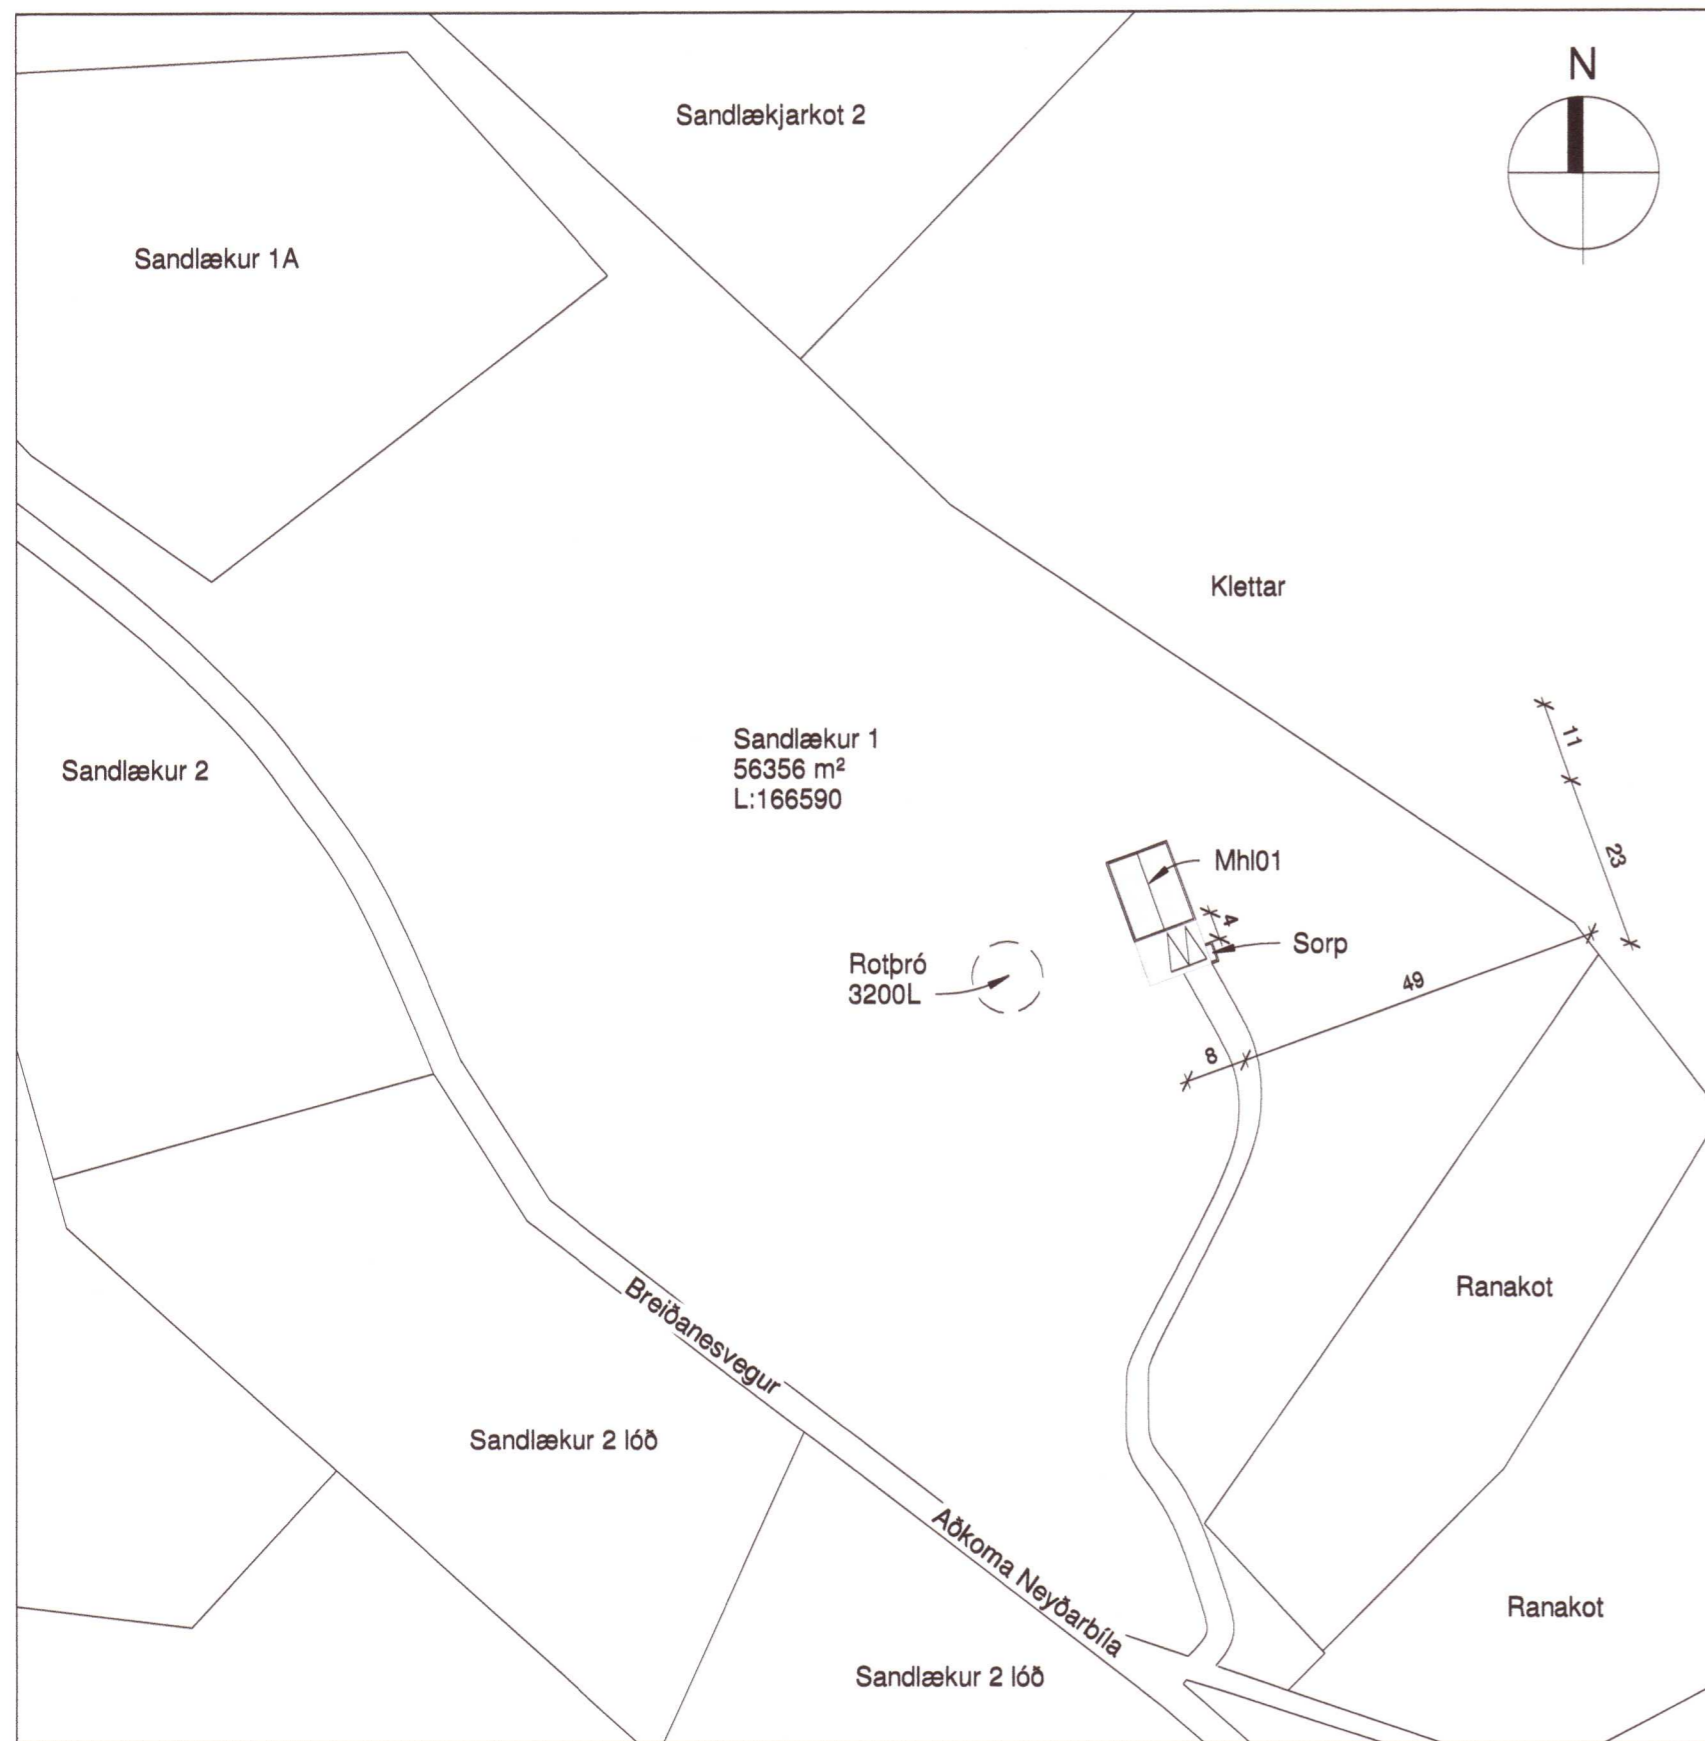 N
Sandlækjarkot 2
Sandlækur 1A
Klettar
11
Sandlækur 1
56356 m²
L:166590
Sandlækur 2
23
Mhl01
4
Sorp
Rotþró
3200L
49
8
Ranakot
Breiðanesvegur
Sandlækur 2 lóð
Aðkoma Neyðarbíla
Ranakot
Sandlækur 2 lóð